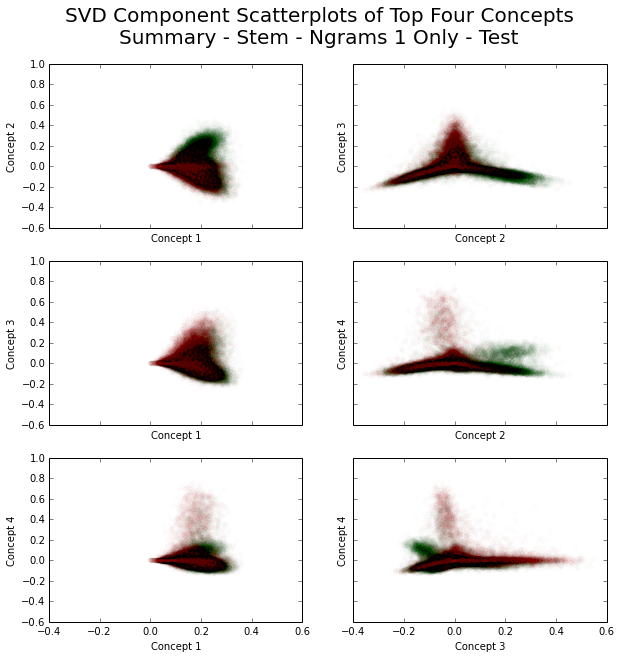 SVD Component Scatterplots of Top Four Concepts
Summary - Stem - Ngrams 1 Only - Test
1.0
0.8
0.6
0.4
0.2
0.0
−0.2
−0.4
−0.6
Concept 2
Concept 1
Concept 3
Concept 2
1.0
0.8
0.6
0.4
0.2
0.0
−0.2
−0.4
−0.6
Concept 3
Concept 1
Concept 4
Concept 2
1.0
0.8
0.6
0.4
0.2
0.0
−0.2
−0.4
−0.6
Concept 4
−0.4 −0.2 0.0 0.2 0.4 0.6
Concept 1
Concept 4
−0.4 −0.2 0.0 0.2 0.4 0.6
Concept 3